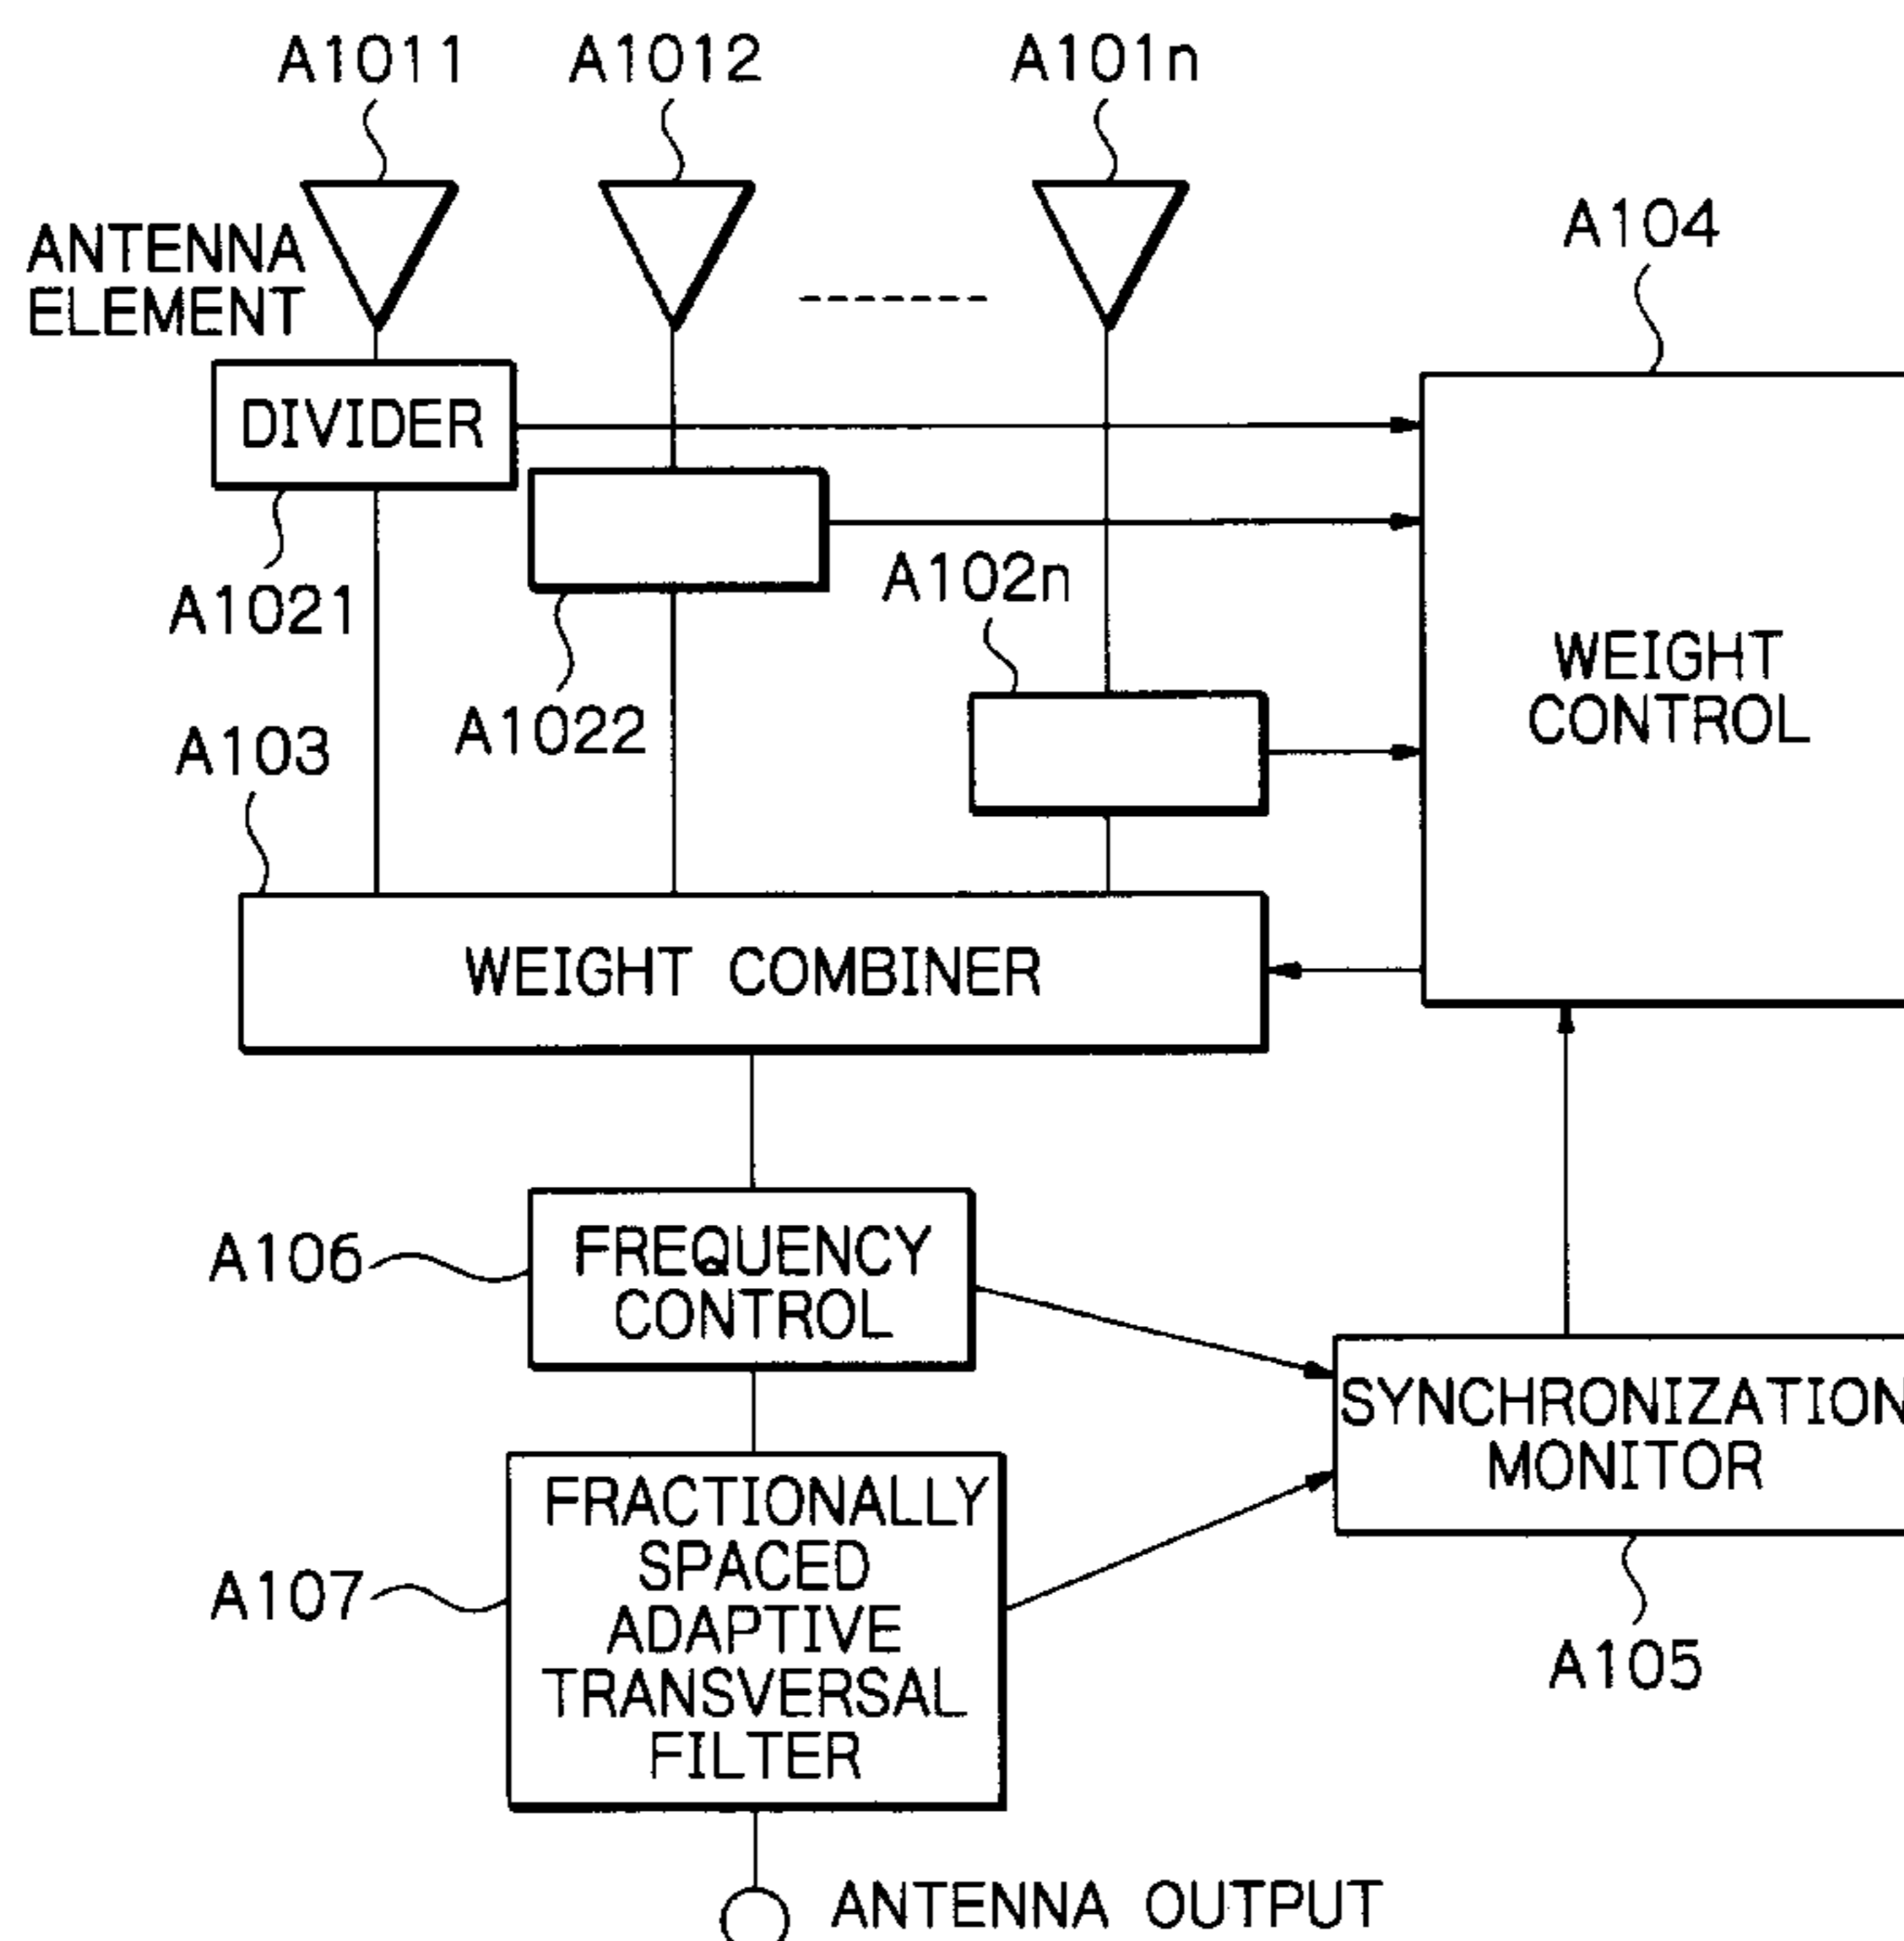 A1011
A1012
A101n
ANTENNA
ELEMENT
A104
DIVIDER
A1021
A1022
A102n
WEIGHT
CONTROL
A103
WEIGHT COMBINER
A106
FREQUENCY
CONTROL
SYNCHRONIZATION
MONITOR
A107
FRACTIONALLY
SPACED
ADAPTIVE
TRANSVERSAL
FILTER
A105
ANTENNA OUTPUT